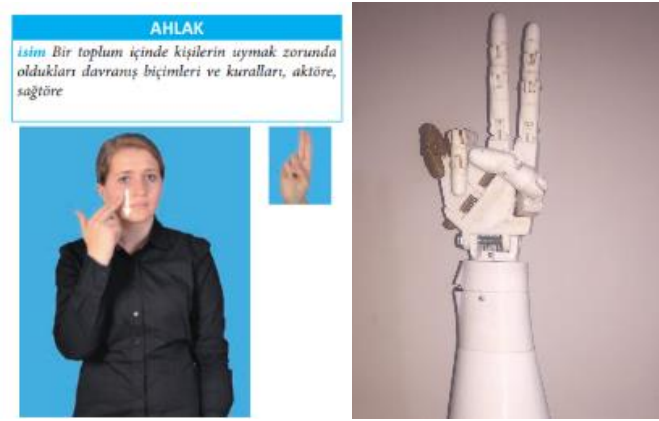 AHLAK
isim Bir toplum içinde kişilerin uymak zorunda
oldukları davranış biçimleri ve kuralları, aktöre,
sağtöre